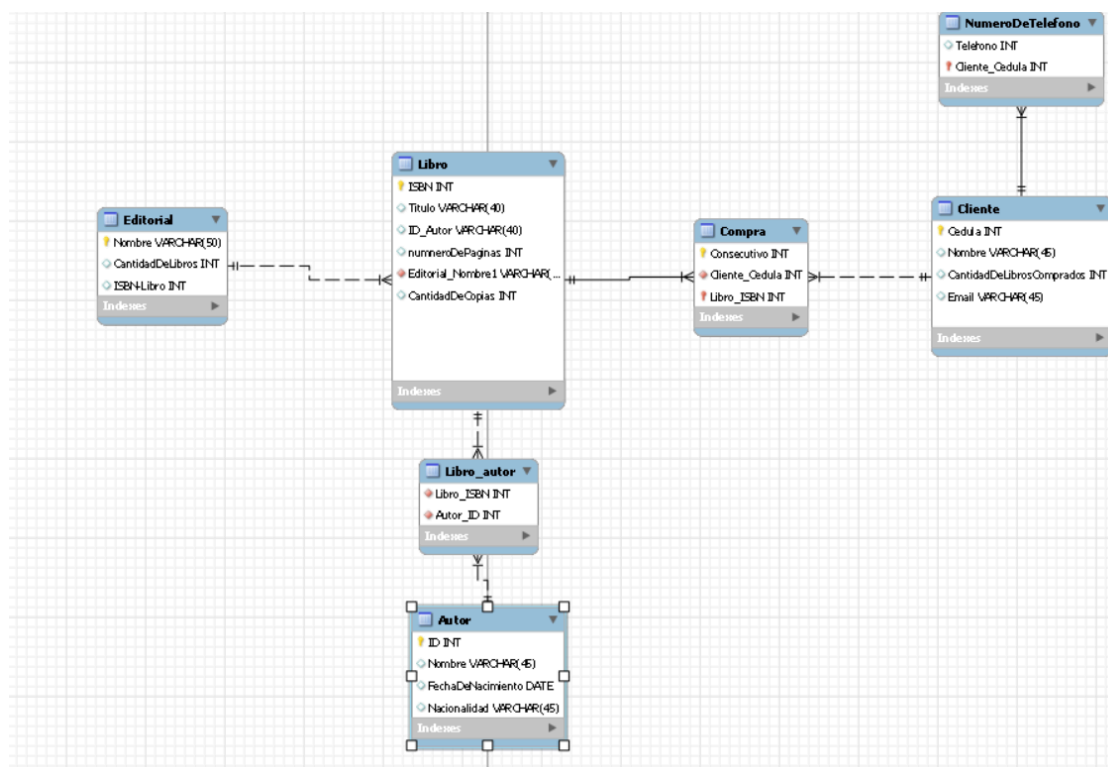 NumeroDeTelefono
Telefono INT
Cliente_Cedula INT
Indexes
Libro
ISBN INT
Titulo VARCHAR(40)
ID_Autor VARCHAR(40)
numneroDePaginas INT
Editorial_Nombre1 VARCHAR(...
CantidadDeCopias INT
Indexes
Editorial
Nombre VARCHAR(50)
CantidadDeLibros INT
ISBN-Libro INT
Indexes
Compra
Consecutivo INT
Cliente_Cedula INT
Libro_ISBN INT
Indexes
Cliente
Cedula INT
Nombre VARCHAR(45)
CantidadDeLibrosComprados INT
Email VARCHAR(45)
Indexes
Libro_autor
Libro_ISBN INT
Autor_ID INT
Indexes
Autor
ID INT
Nombre VARCHAR(45)
FechaDeNacimiento DATE
Nacionalidad VARCHAR(45)
Indexes